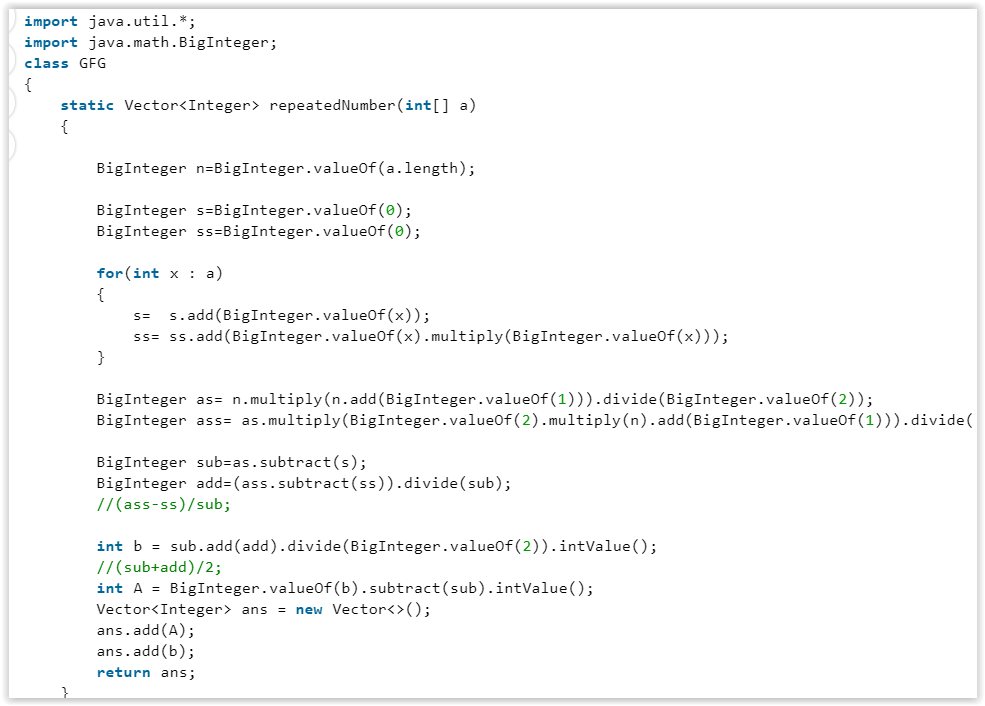 import java.util.*;
import java.math.BigInteger;
class GFG
{
    static Vector<Integer> repeatedNumber(int[] a)
    {
        BigInteger n=BigInteger.valueOf(a.length);
        BigInteger s=BigInteger.valueOf(0);
        BigInteger ss=BigInteger.valueOf(0);
        for(int x : a)
        {
            s=  s.add(BigInteger.valueOf(x));
            ss= ss.add(BigInteger.valueOf(x).multiply(BigInteger.valueOf(x)));
        }
        BigInteger as= n.multiply(n.add(BigInteger.valueOf(1))).divide(BigInteger.valueOf(2));
        BigInteger ass= as.multiply(BigInteger.valueOf(2).multiply(n).add(BigInteger.valueOf(1))).divide(
        BigInteger sub=as.subtract(s);
        BigInteger add=(ass.subtract(ss)).divide(sub);
        //(ass-ss)/sub;
        int b = sub.add(add).divide(BigInteger.valueOf(2)).intValue();
        //(sub+add)/2;
        int A = BigInteger.valueOf(b).subtract(sub).intValue();
        Vector<Integer> ans = new Vector<>();
        ans.add(A);
        ans.add(b);
        return ans;
    }